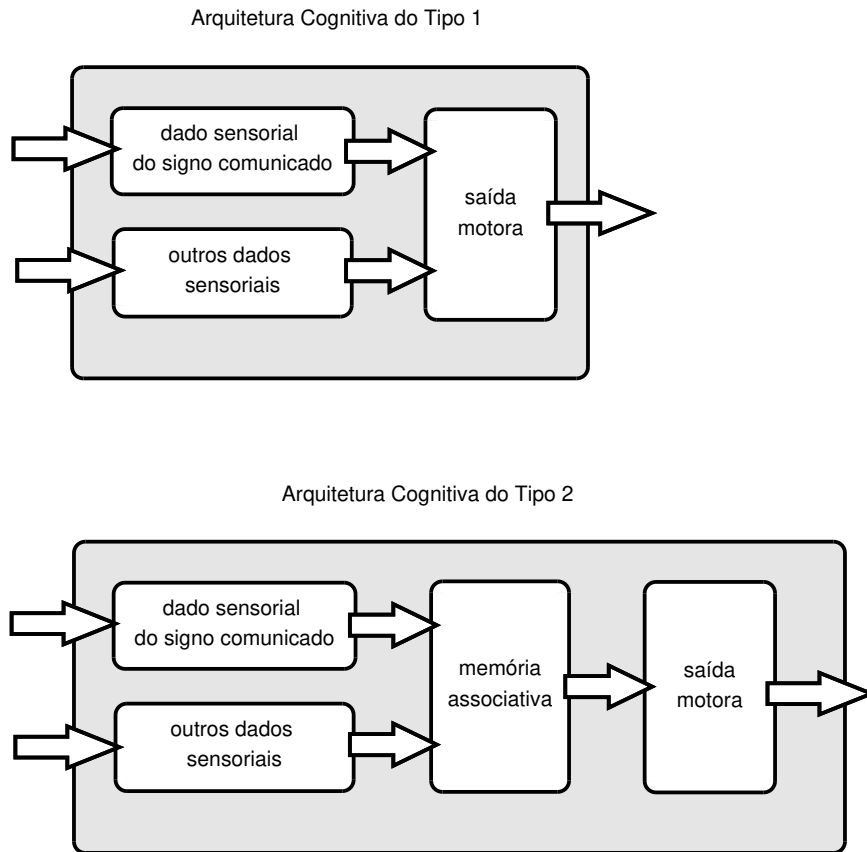 Arquitetura Cognitiva do Tipo 1
dado sensorial
do signo comunicado
outros dados
sensoriais
saída
motora
Arquitetura Cognitiva do Tipo 2
dado sensorial
do signo comunicado
outros dados
sensoriais
memória
associativa
saída
motora